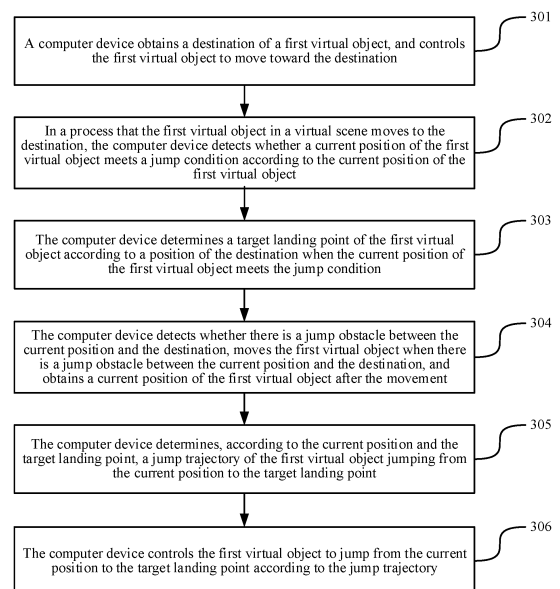 301
A computer device obtains a destination of a first virtual object, and controls
the first virtual object to move toward the destination
302
In a process that the first virtual object in a virtual scene moves to the
destination, the computer device detects whether a current position of the first
virtual object meets a jump condition according to the current position of the
first virtual object
303
The computer device determines a target landing point of the first virtual
object according to a position of the destination when the current position of
the first virtual object meets the jump condition
304
The computer device detects whether there is a jump obstacle between the
current position and the destination, moves the first virtual object when there
is a jump obstacle between the current position and the destination, and
obtains a current position of the first virtual object after the movement
305
The computer device determines, according to the current position and the
target landing point, a jump trajectory of the first virtual object jumping from
the current position to the target landing point
306
The computer device controls the first virtual object to jump from the current
position to the target landing point according to the jump trajectory